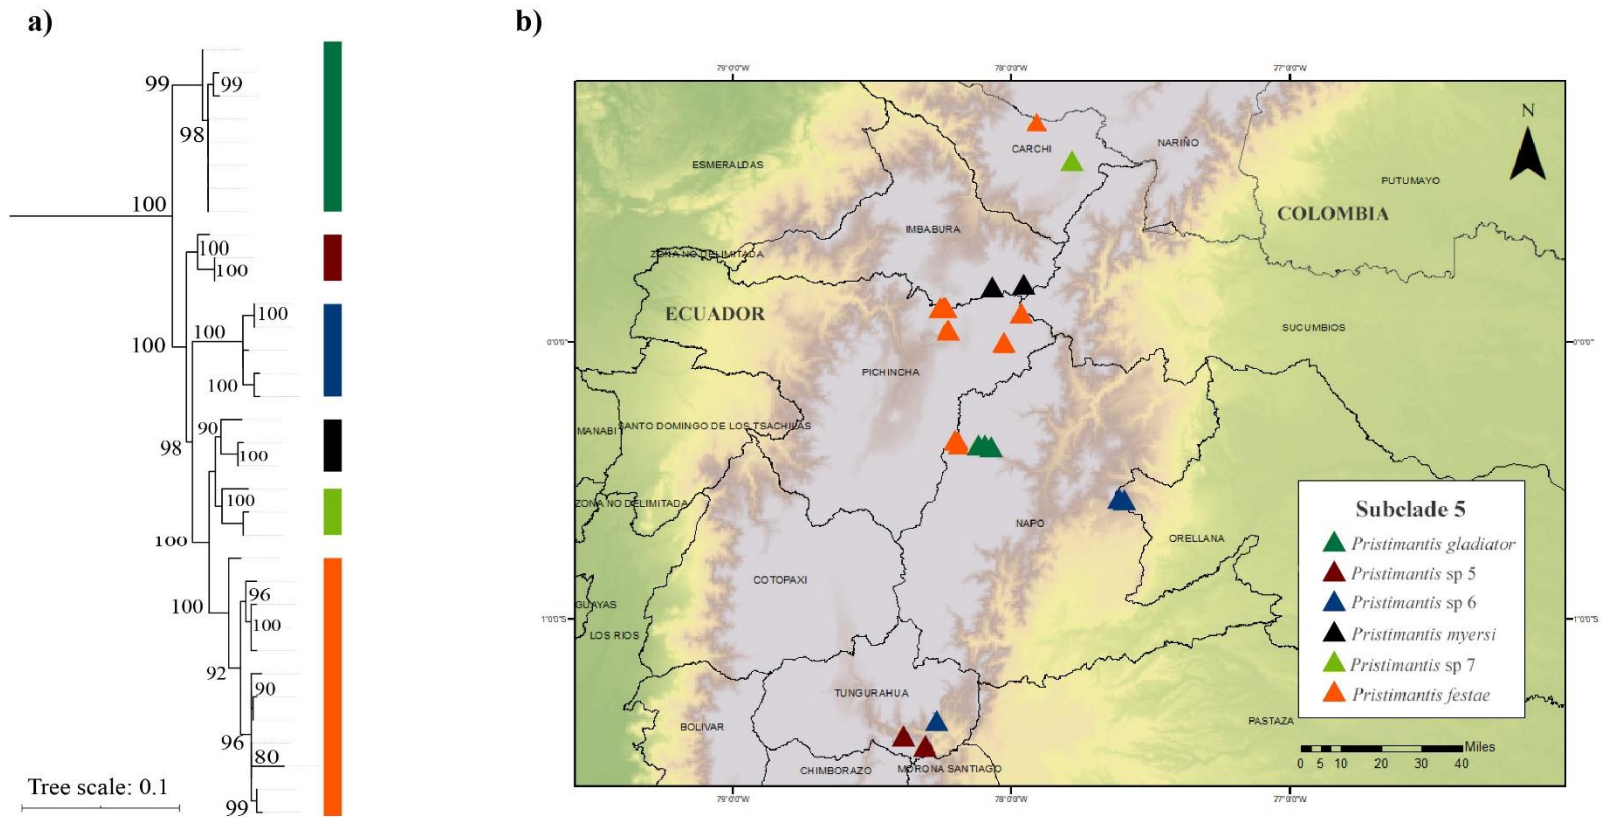 a)
99
99
98
100
100
100
100
100
100
100
90
98
100
100
100
96
100
100
92
90
96
80
Tree scale: 0.1
99
b)
79°0'0"W 78°0'0"W 77°0'0"W
N
CARCHI
NARIÑO
ESMERALDAS
PUTUMAYO
COLOMBIA
IMBABURA
ZONA NO DELIMITADA
ECUADOR
SUCUMBIOS
0°0'0" 0°0'0"
PICHINCHA
MANABI
SANTO DOMINGO DE LOS TSACHILAS
ZONA NO DELIMITADA
NAPO
ORELLANA
COTOPAXI
GUAYAS
1°0'0"S 1°0'0"S
LOS RIOS
TUNGURAHUA
BOLIVAR
PASTAZA
CHIMBORAZO
MORONA SANTIAGO
Subclade 5
Pristimantis gladiator
Pristimantis sp 5
Pristimantis sp 6
Pristimantis myersi
Pristimantis sp 7
Pristimantis festae
Miles
0 5 10 20 30 40
79°0'0"W 78°0'0"W 77°0'0"W